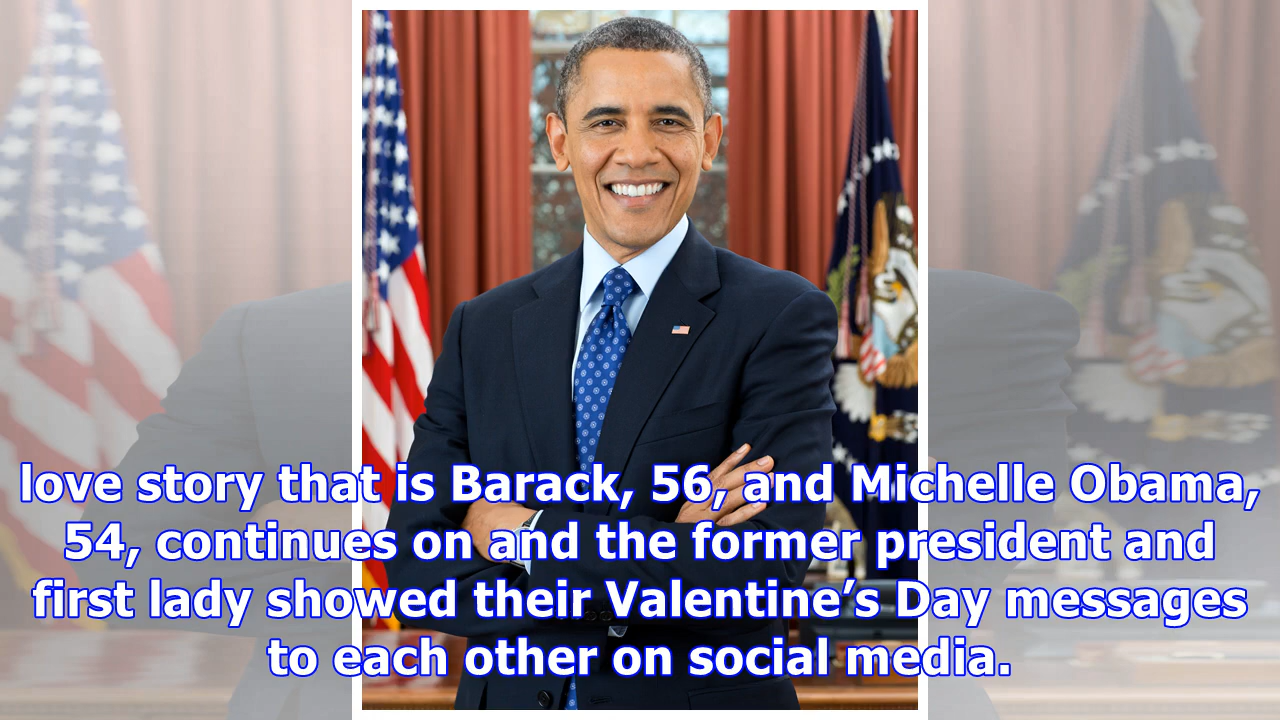 love story that is Barack, 56, and Michelle Obama,
54, continues on and the former president and
first lady showed their Valentine’s Day messages
to each other on social media.